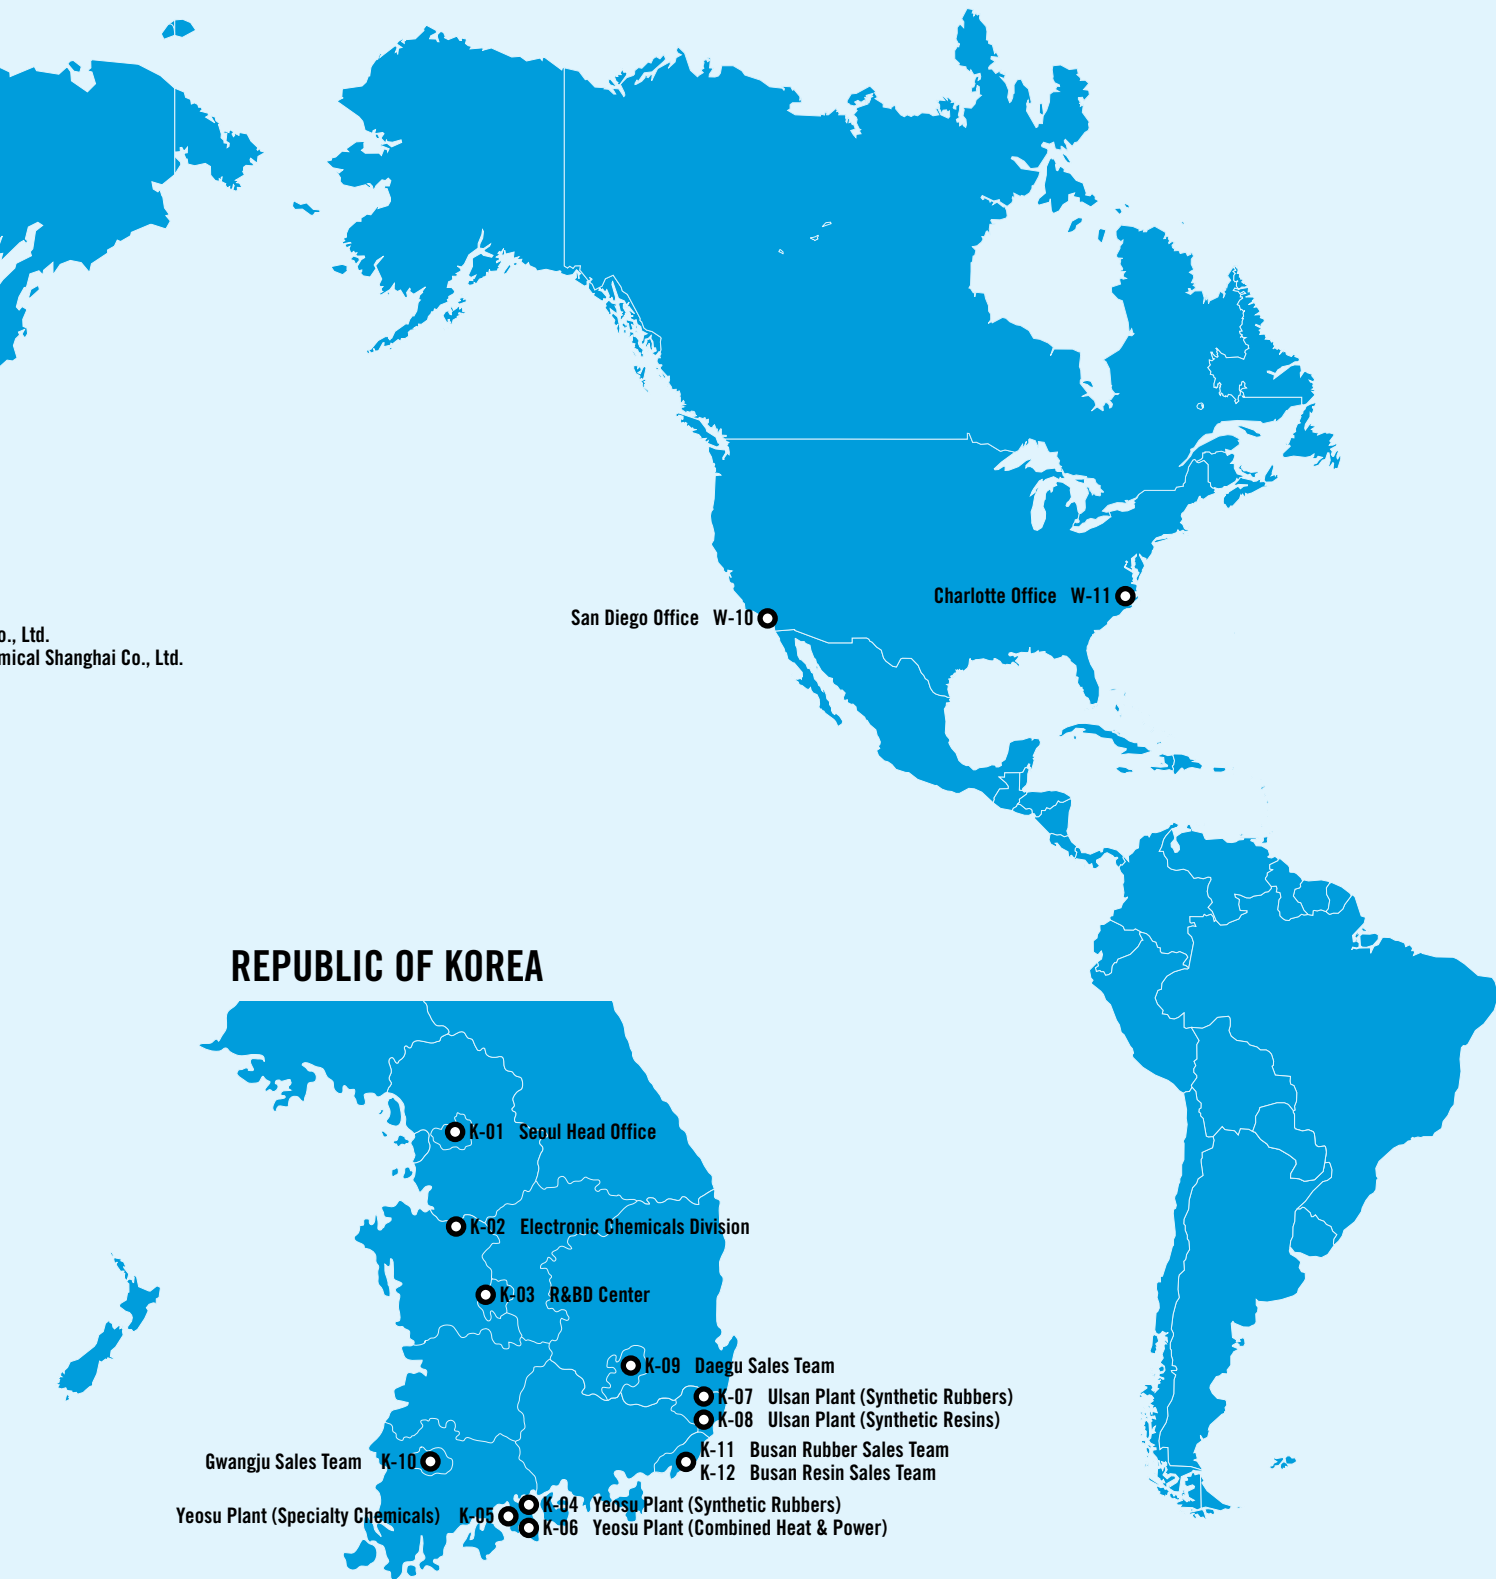 Charlotte Office W-11
San Diego Office W-10
o., Ltd.
mical Shanghai Co., Ltd.
REPUBLIC OF KOREA
K-01 Seoul Head Office
K-02 Electronic Chemicals Division
K-03 R&BD Center
K-09 Daegu Sales Team
K-07 Ulsan Plant (Synthetic Rubbers)
K-08 Ulsan Plant (Synthetic Resins)
K-11 Busan Rubber Sales Team
Gwangju Sales Team K-10
K-12 Busan Resin Sales Team
K-04 Yeosu Plant (Synthetic Rubbers)
Yeosu Plant (Specialty Chemicals) K-05
K-06 Yeosu Plant (Combined Heat & Power)